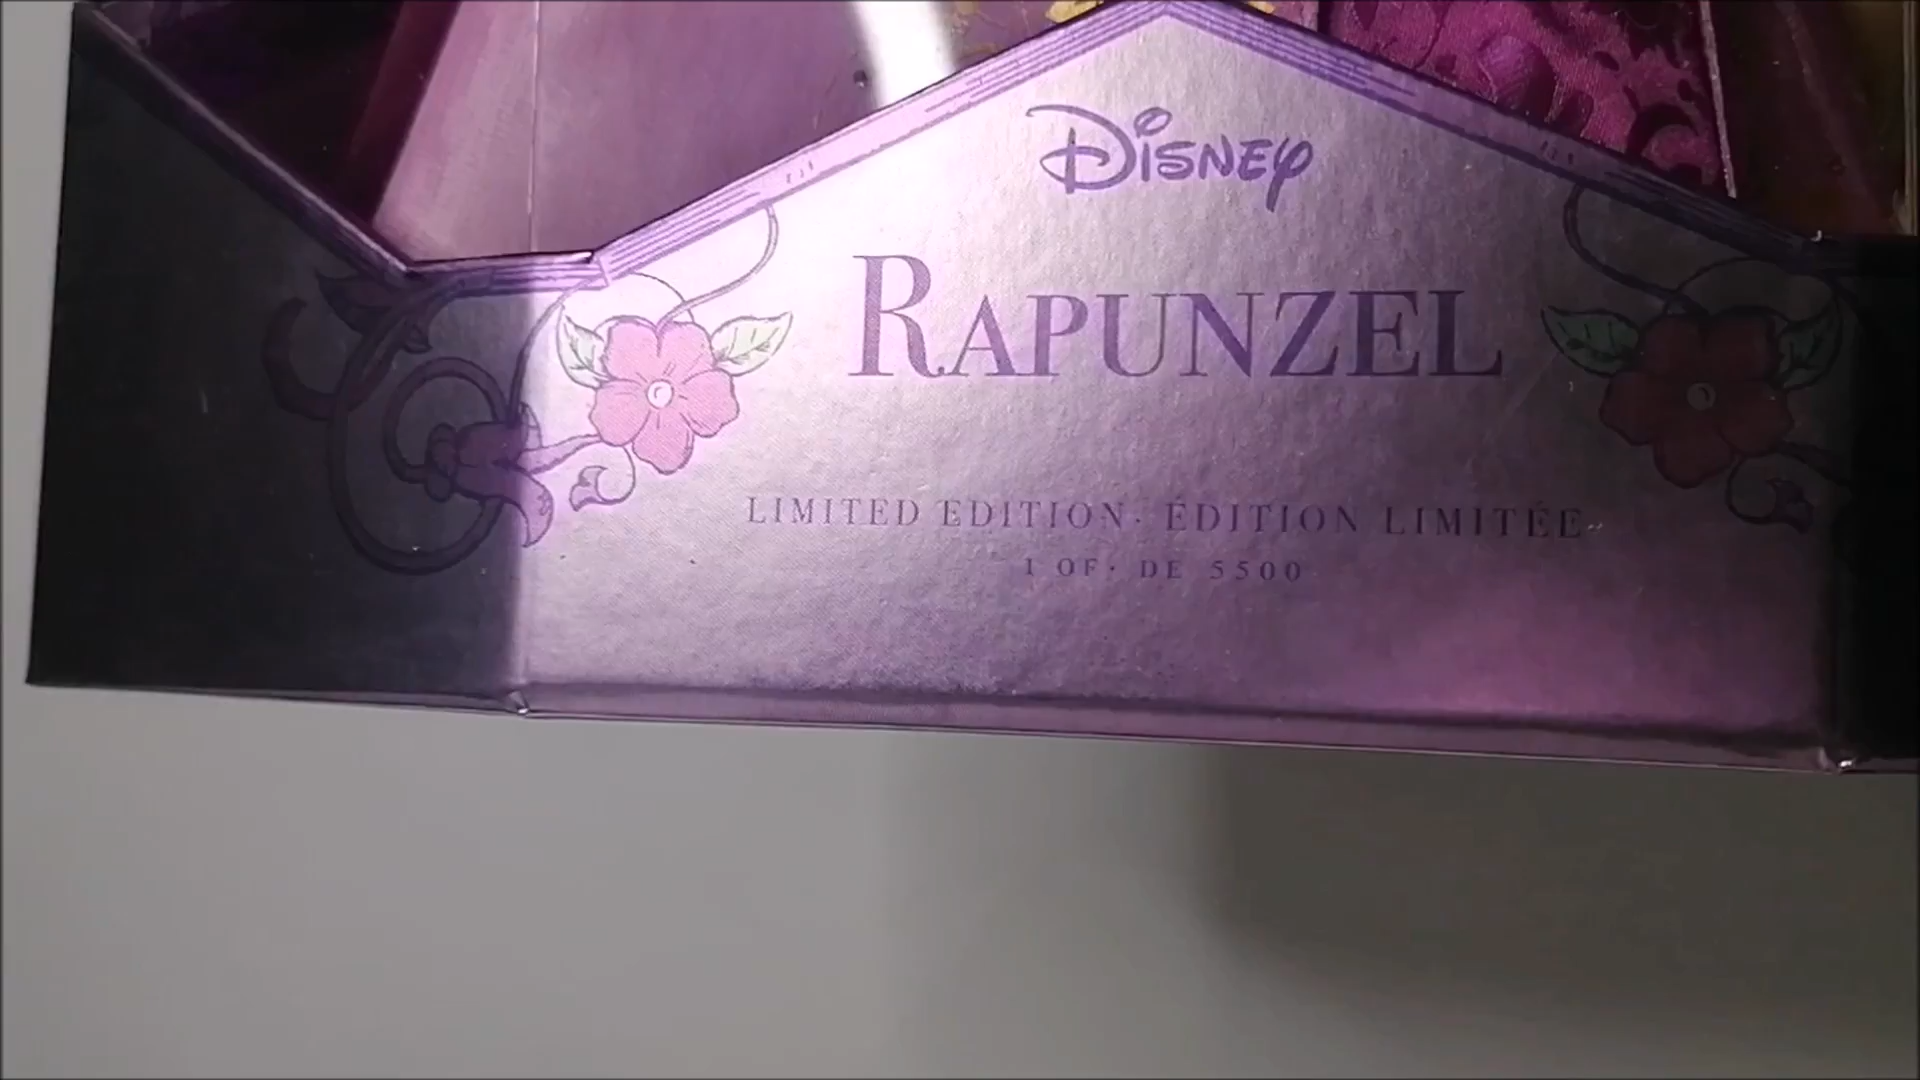 DISNEY
RAPUNZEL
LIMITED EDITION · ÉDITION LIMITÉE
1 OF · DE 5500